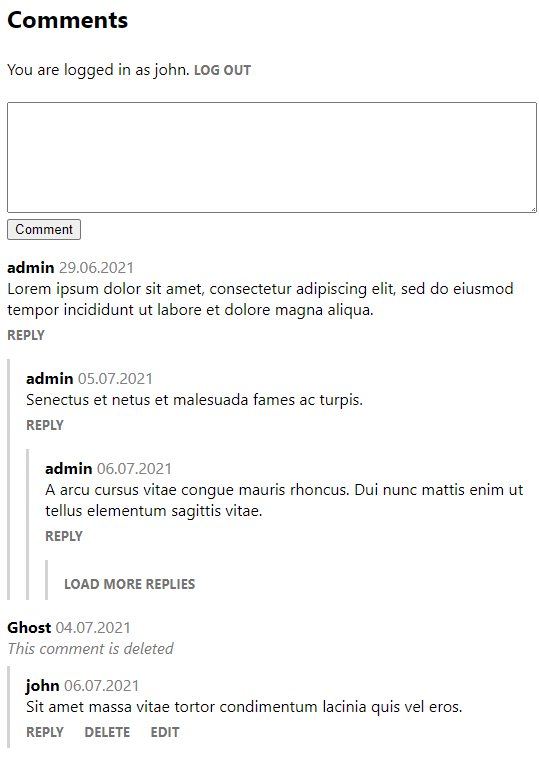 Comments
You are logged in as john. LOG OUT
Comment
admin 29.06.2021
Lorem ipsum dolor sit amet, consectetur adipiscing elit, sed do eiusmod
tempor incididunt ut labore et dolore magna aliqua.
REPLY
admin 05.07.2021
Senectus et netus et malesuada fames ac turpis.
REPLY
admin 06.07.2021
A arcu cursus vitae congue mauris rhoncus. Dui nunc mattis enim ut
tellus elementum sagittis vitae.
REPLY
LOAD MORE REPLIES
Ghost 04.07.2021
This comment is deleted
john 06.07.2021
Sit amet massa vitae tortor condimentum lacinia quis vel eros.
REPLY DELETE EDIT